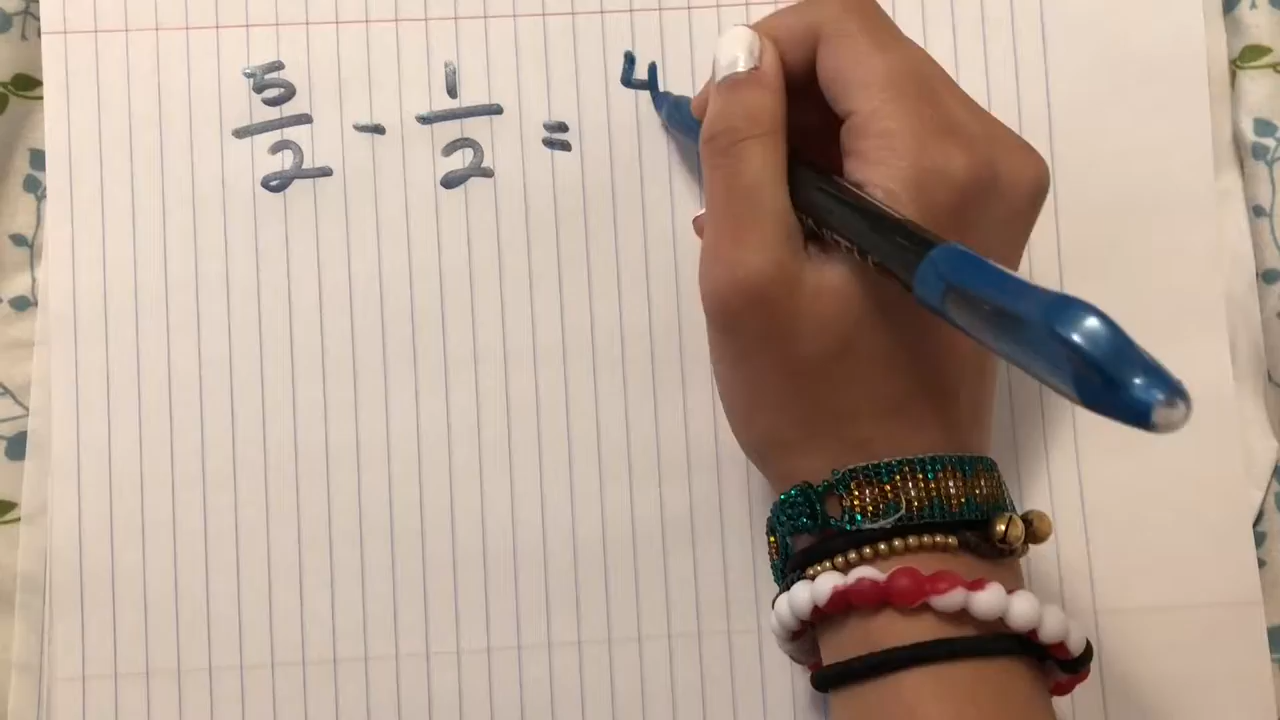 5/2 - 1/2 = 4